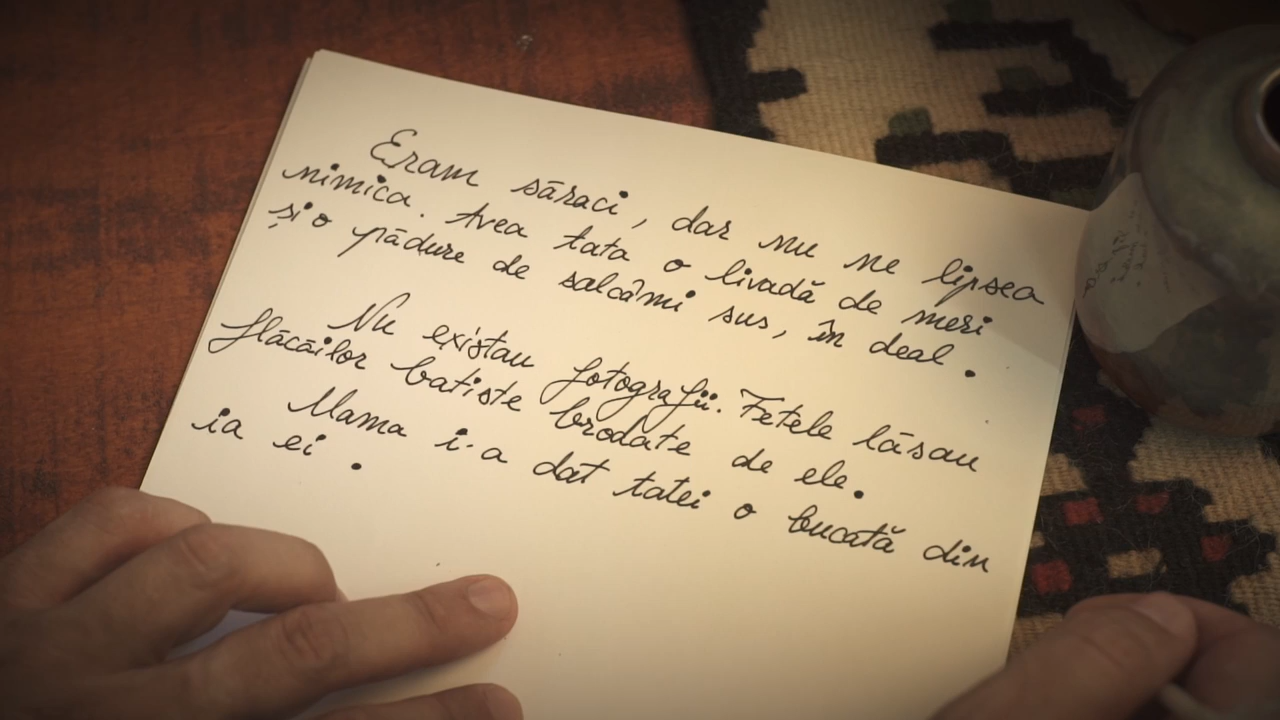 Eram săraci, dar nu ne lipsea
nimica. Avea tata o livadă de meri
și o pădure de salcâmi sus, în deal.
Nu existau fotografii. Fetele lăsau
flăcăilor batiste brodate de ele.
Mama i-a dat tatei o bucată din
ia ei.